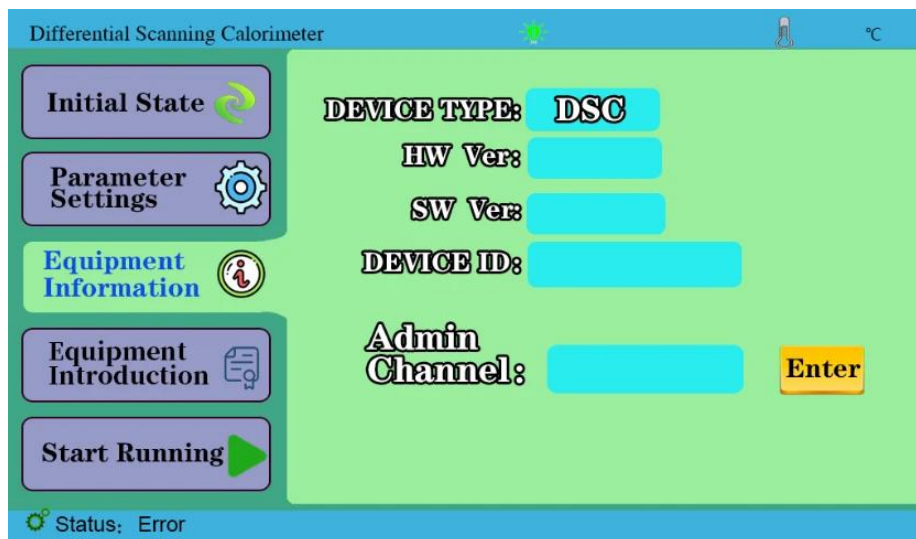 Differential Scanning Calorimeter
℃
Initial State
Parameter
Settings
Equipment
Information
Equipment
Introduction
Start Running
DEVICE TYPE: DSC
HW Ver:
SW Ver:
DEVICE ID:
Admin
Channel:
Enter
Status: Error